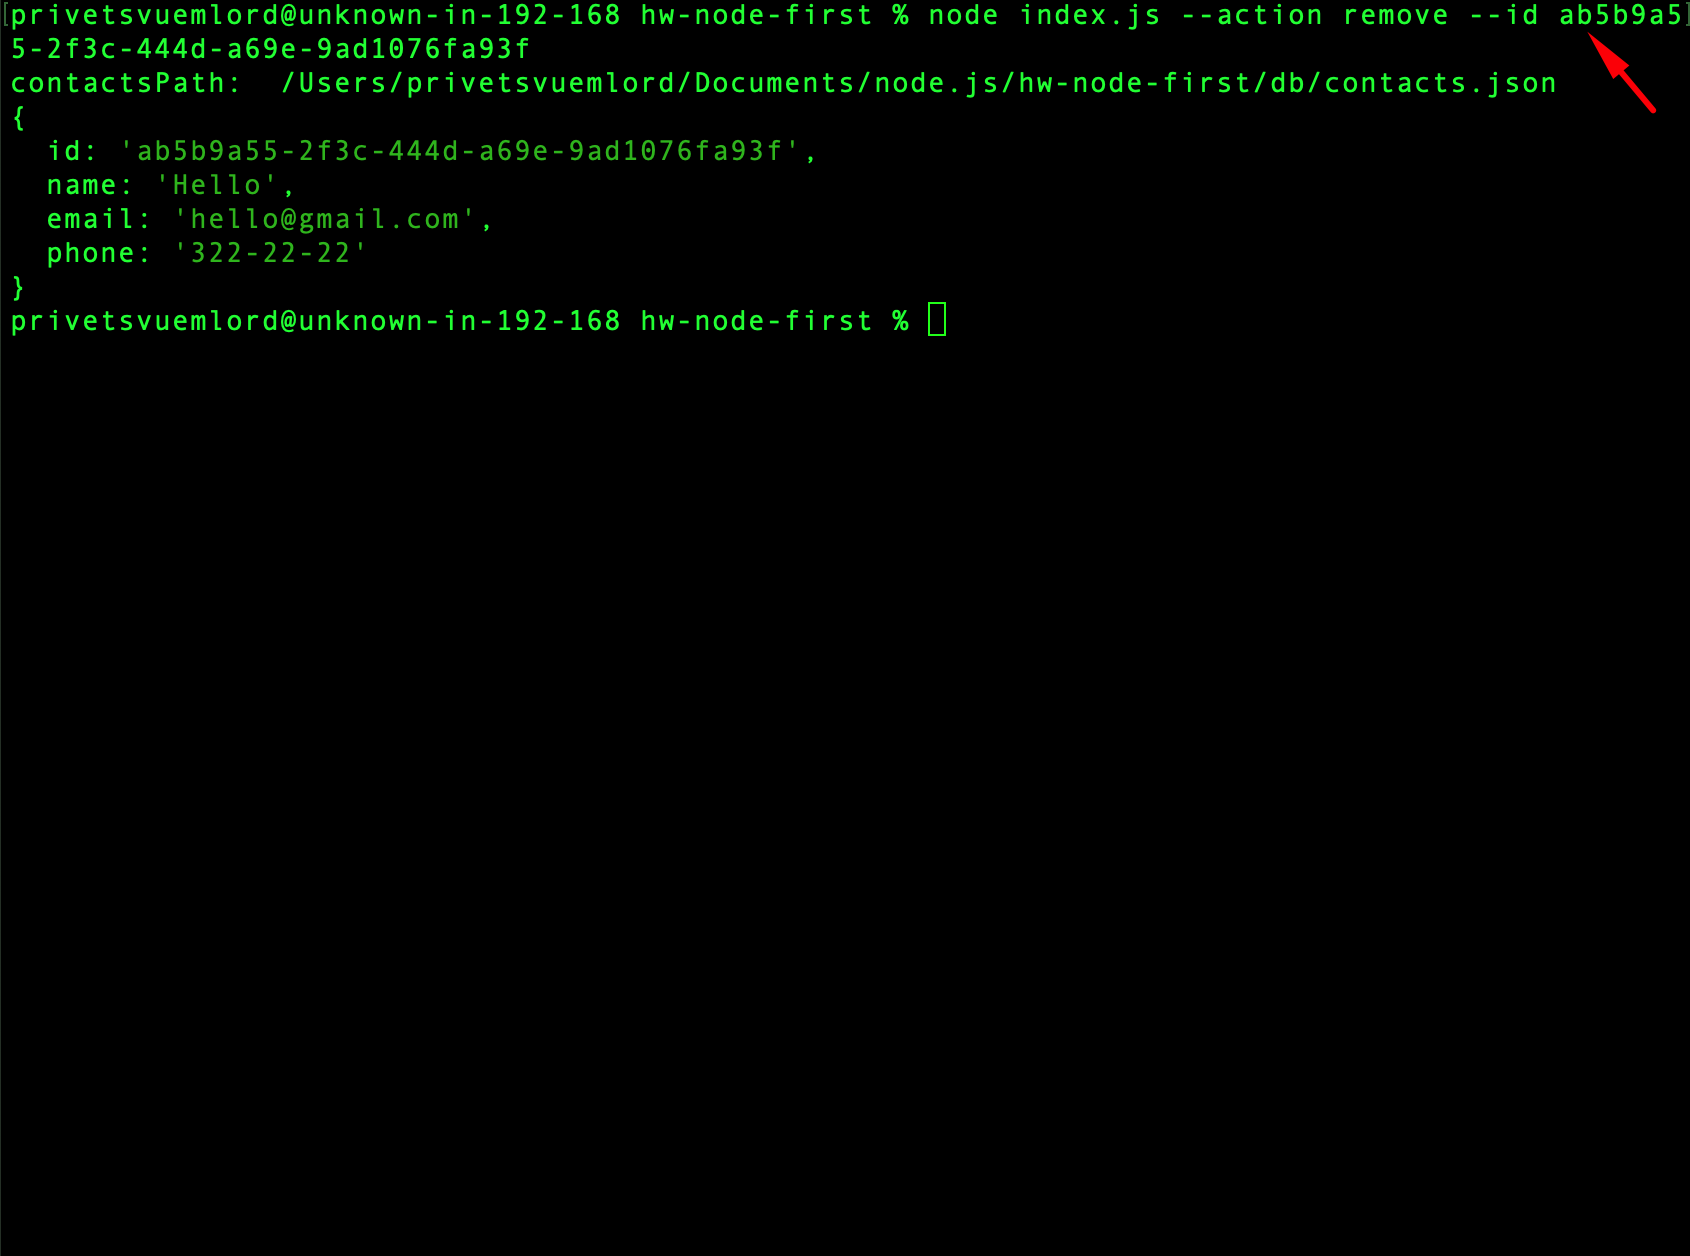 [privetsvuemlord@unknown-in-192-168 hw-node-first % node index.js --action remove --id ab5b9a5]
5-2f3c-444d-a69e-9ad1076fa93f
contactsPath:  /Users/privetsvuemlord/Documents/node.js/hw-node-first/db/contacts.json
{
  id: 'ab5b9a55-2f3c-444d-a69e-9ad1076fa93f',
  name: 'Hello',
  email: 'hello@gmail.com',
  phone: '322-22-22'
}
privetsvuemlord@unknown-in-192-168 hw-node-first %